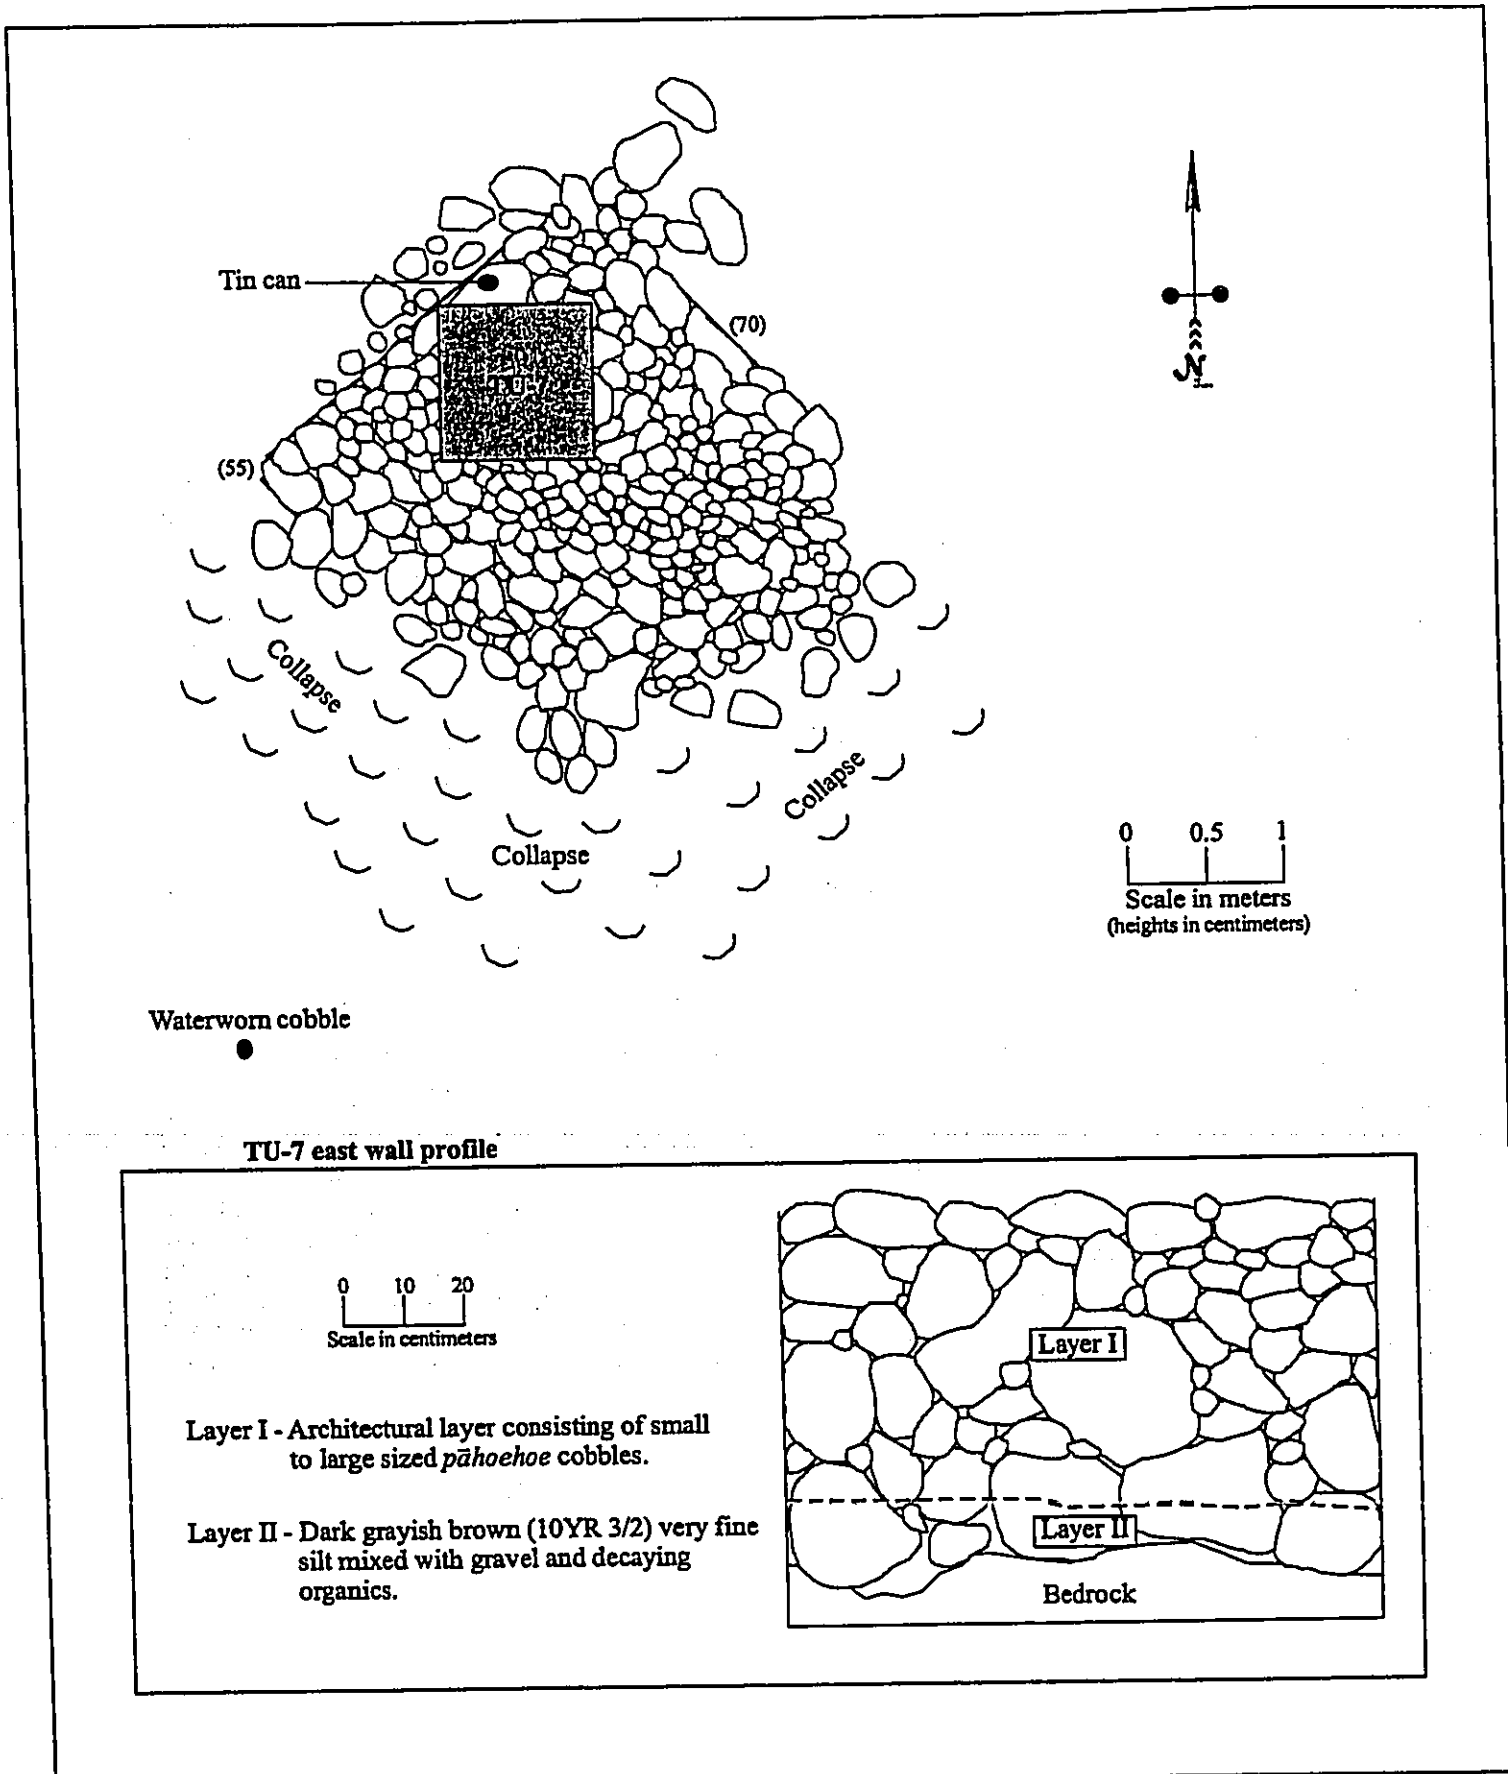 Tin can
(70)
TU-7
(55)
N
Collapse
Collapse
Collapse
0 0.5 1
Scale in meters
(heights in centimeters)
Waterworn cobble
TU-7 east wall profile
0 10 20
Scale in centimeters
Layer I
Layer I - Architectural layer consisting of small
to large sized pāhoehoe cobbles.
Layer II - Dark grayish brown (10YR 3/2) very fine
silt mixed with gravel and decaying
organics.
Layer II
Bedrock